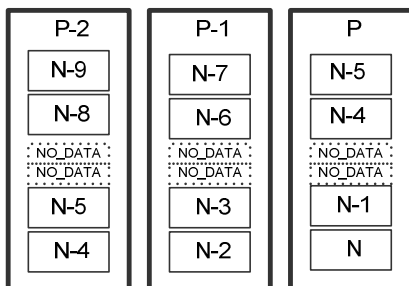 P-2
N-9
N-8
NO_DATA
NO_DATA
N-5
N-4
P-1
N-7
N-6
NO_DATA
NO_DATA
N-3
N-2
P
N-5
N-4
NO_DATA
NO_DATA
N-1
N